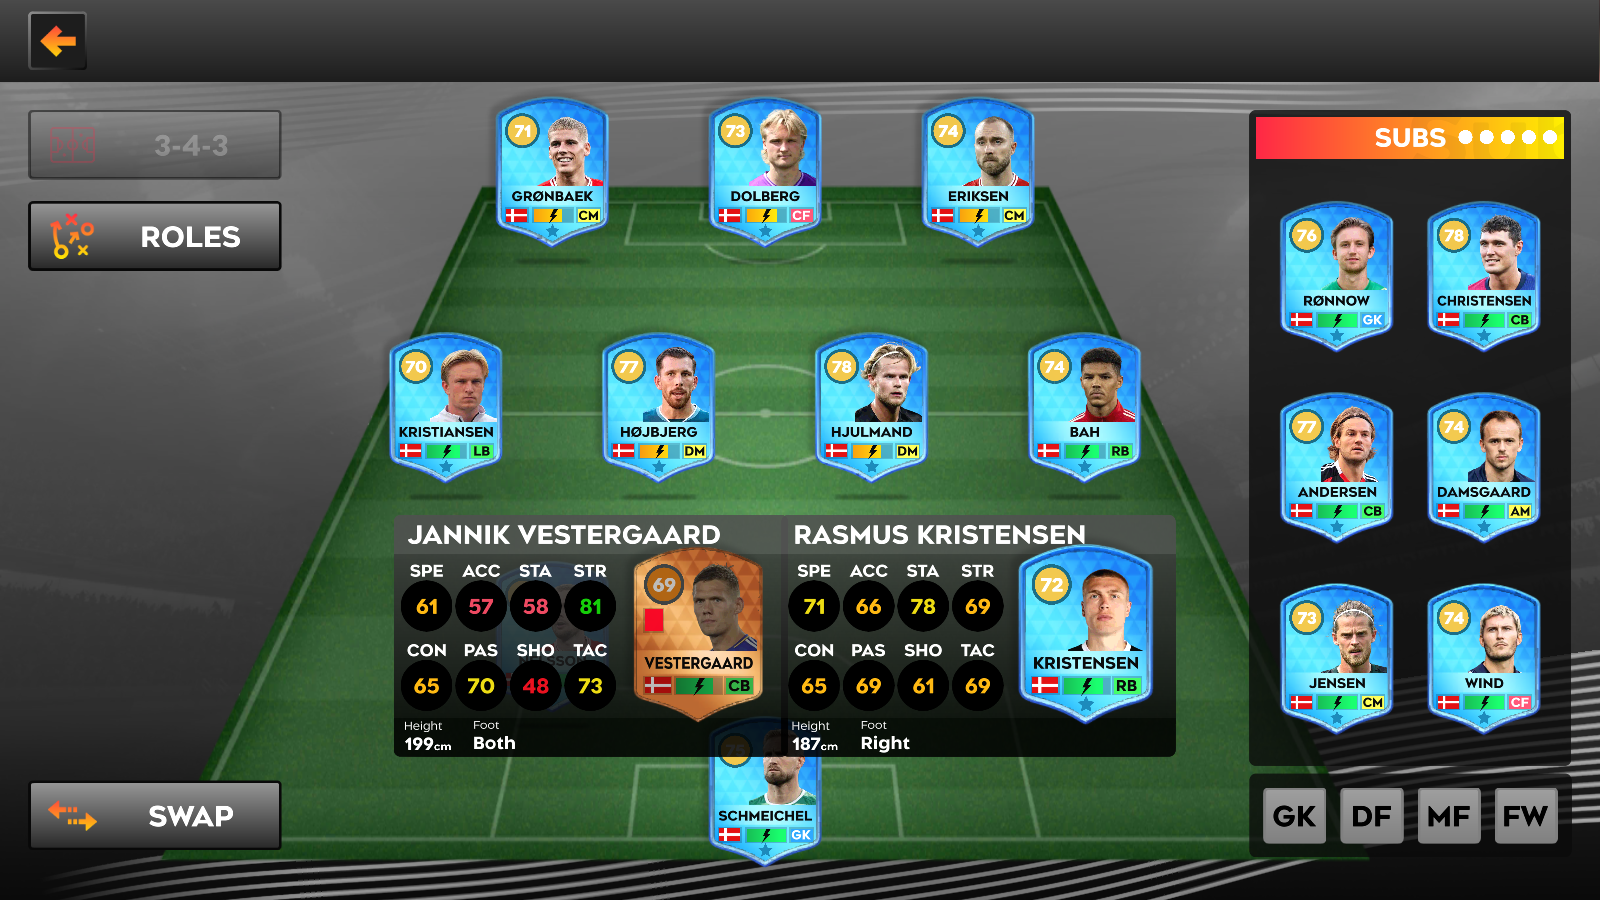 3-4-3
ROLES
SWAP
71
GRØNBAEK
CM
73
DOLBERG
CF
74
ERIKSEN
CM
70
KRISTIANSEN
LB
77
HØJBJERG
DM
78
HJULMAND
DM
74
BAH
RB
JANNIK VESTERGAARD
SPE ACC STA STR
61 57 58 81
CON PAS SHO TAC
65 70 48 73
Height Foot
199cm Both
69
VESTERGAARD
CB
RASMUS KRISTENSEN
SPE ACC STA STR
71 66 78 69
CON PAS SHO TAC
65 69 61 69
Height Foot
187cm Right
72
KRISTENSEN
RB
75
SCHMEICHEL
GK
SUBS
76
RØNNOW
GK
78
CHRISTENSEN
CB
77
ANDERSEN
CB
74
DAMSGAARD
AM
73
JENSEN
CM
74
WIND
CF
GK DF MF FW